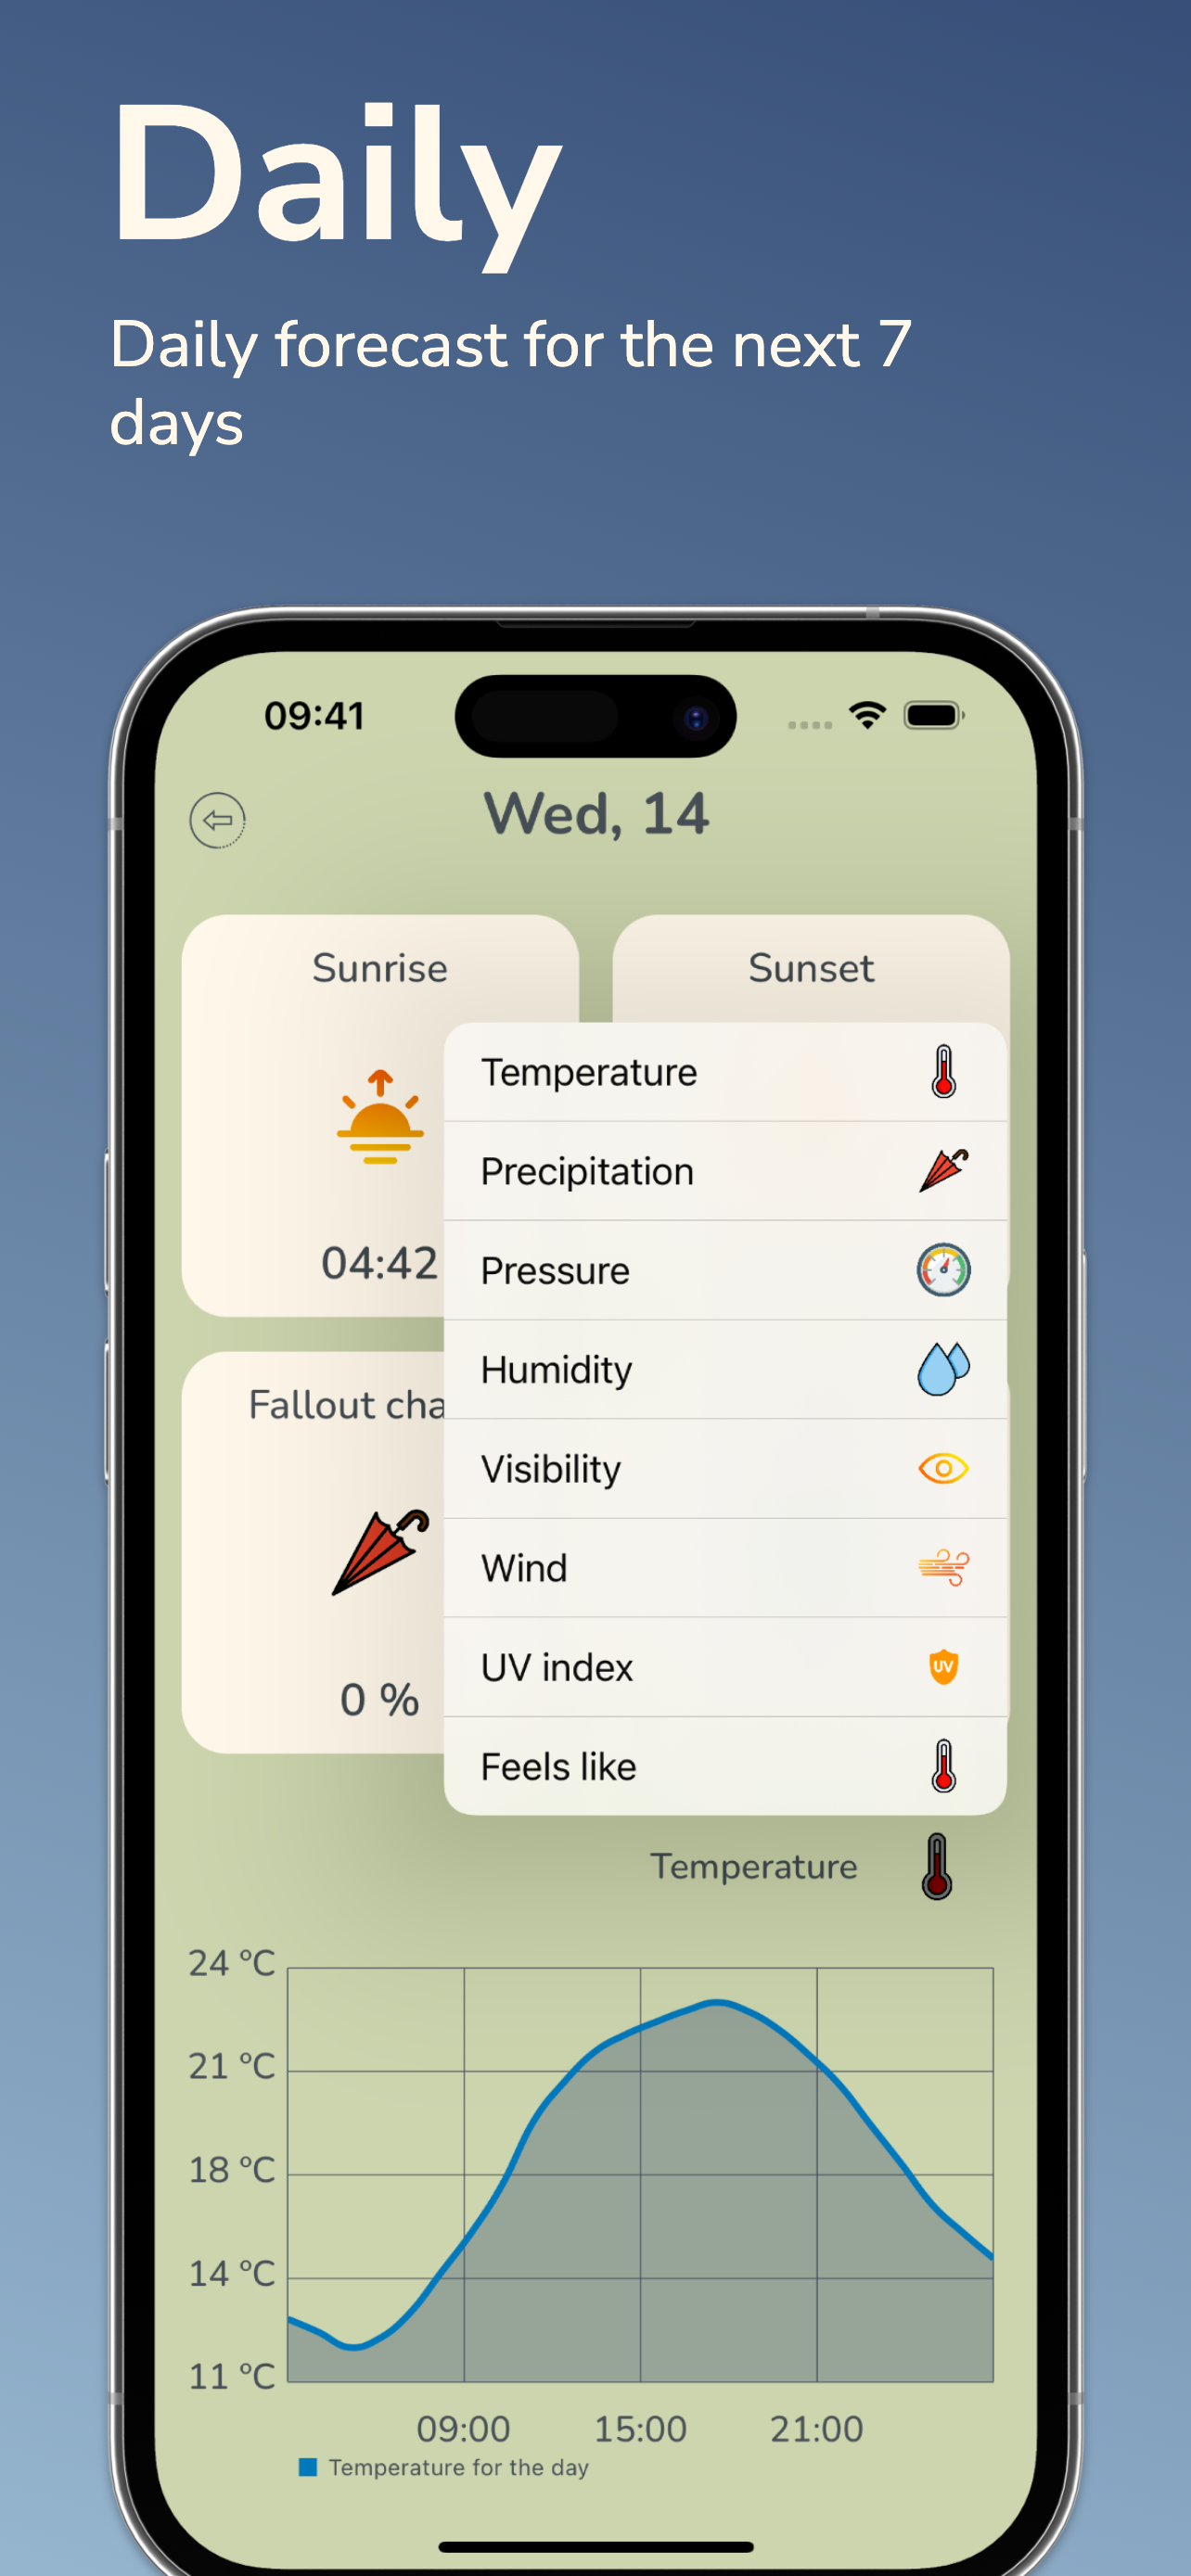 Daily
Daily forecast for the next 7
days
09:41
Wed, 14
Sunrise
Sunset
04:42
Fallout
0 %
Temperature
Precipitation
Pressure
Humidity
Visibility
Wind
UV index
UV
Feels like
Temperature
24 °C
21 °C
18 °C
14 °C
11 °C
09:00 15:00 21:00
Temperature for the day